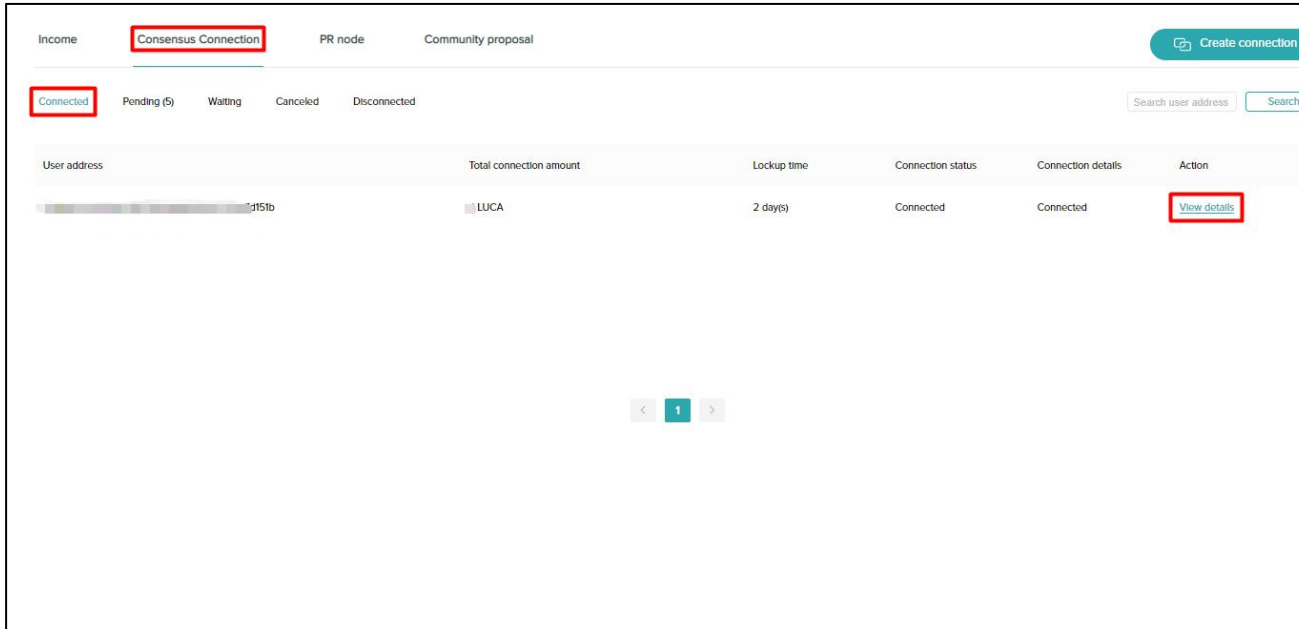 Income Consensus Connection PR node Community proposal Create connection
Connected Pending (5) Waiting Canceled Disconnected Search user address Search
User address Total connection amount Lockup time Connection status Connection details Action
d151b LUCA 2 day(s) Connected Connected View details
1